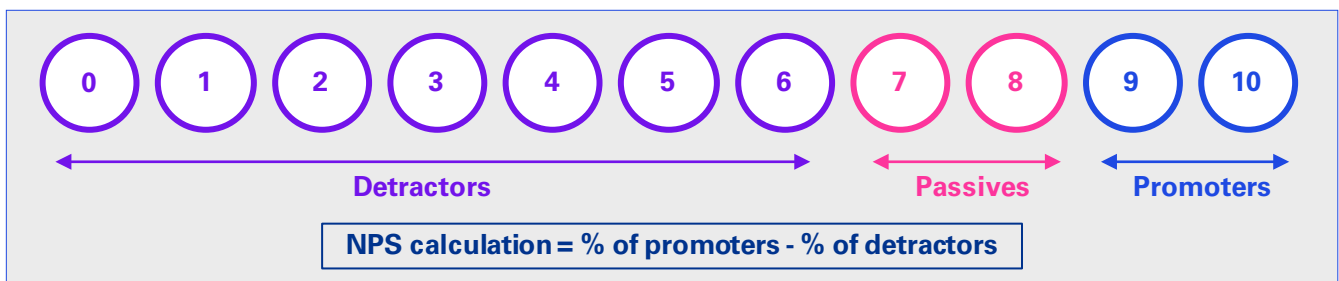 0 1 2 3 4 5 6 7 8 9 10
Detractors Passives Promoters
NPS calculation = % of promoters - % of detractors